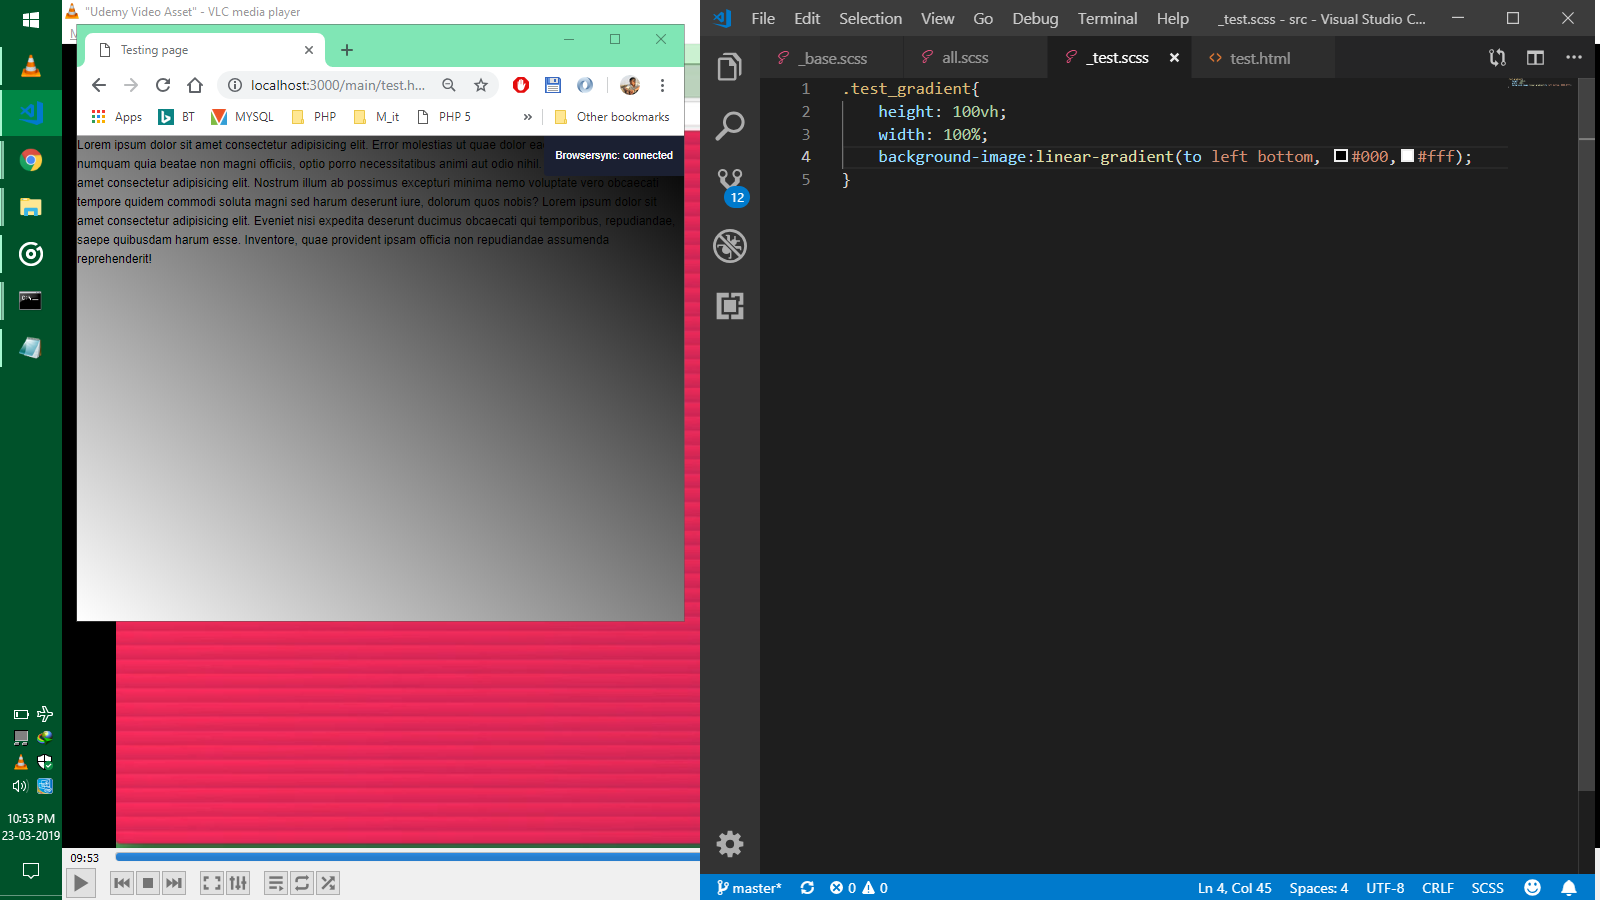 "Udemy Video Asset" - VLC media player
Testing page
localhost:3000/main/test.h...
Apps BT MYSQL PHP M_it PHP 5 » Other bookmarks
Browsersync: connected
Lorem ipsum dolor sit amet consectetur adipisicing elit. Error molestias ut quae dolor
numquam quia beatae non magni officiis, optio porro necessitatibus animi aut odio nihil.
amet consectetur adipisicing elit. Nostrum illum ab possimus excepturi minima nemo voluptate vero obcaecati
tempore quidem commodi soluta magni sed harum deserunt iure, dolorum quos nobis? Lorem ipsum dolor sit
amet consectetur adipisicing elit. Eveniet nisi expedita deserunt ducimus obcaecati qui temporibus, repudiandae,
saepe quibusdam harum esse. Inventore, quae provident ipsam officia non repudiandae assumenda
reprehenderit!
10:53 PM
23-03-2019
09:53
File Edit Selection View Go Debug Terminal Help _test.scss - src - Visual Studio C...
_base.scss all.scss _test.scss test.html
12
1 .test_gradient{
2 height: 100vh;
3 width: 100%;
4 background-image:linear-gradient(to left bottom, #000,#fff);
5 }
master* 0 0 Ln 4, Col 45 Spaces: 4 UTF-8 CRLF SCSS